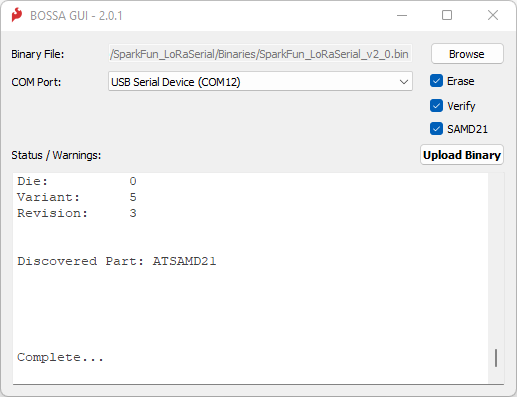 BOSSA GUI - 2.0.1
Binary File: /SparkFun_LoRaSerial/Binaries/SparkFun_LoRaSerial_v2_0.bin Browse
COM Port: USB Serial Device (COM12) Erase
Verify
SAMD21
Status / Warnings: Upload Binary
Die: 0
Variant: 5
Revision: 3
Discovered Part: ATSAMD21
Complete...